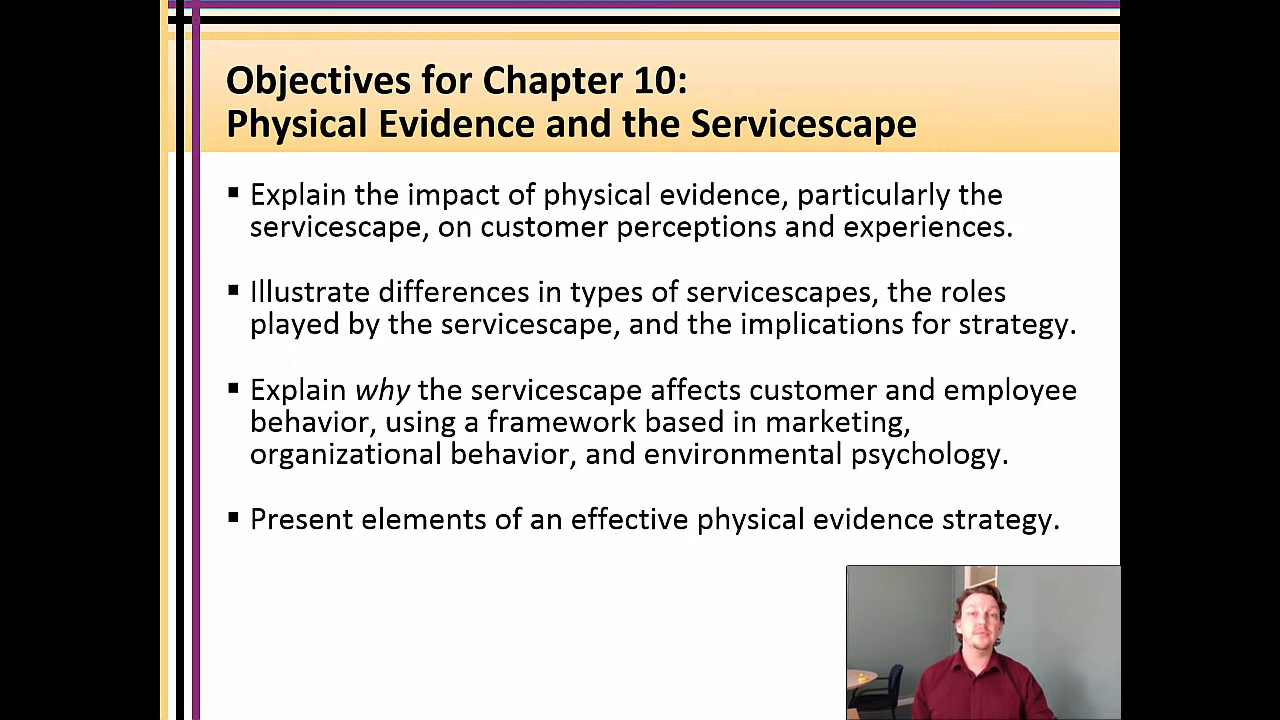 Objectives for Chapter 10:
Physical Evidence and the Servicescape
▪ Explain the impact of physical evidence, particularly the
servicescape, on customer perceptions and experiences.
▪ Illustrate differences in types of servicescapes, the roles
played by the servicescape, and the implications for strategy.
▪ Explain why the servicescape affects customer and employee
behavior, using a framework based in marketing,
organizational behavior, and environmental psychology.
▪ Present elements of an effective physical evidence strategy.